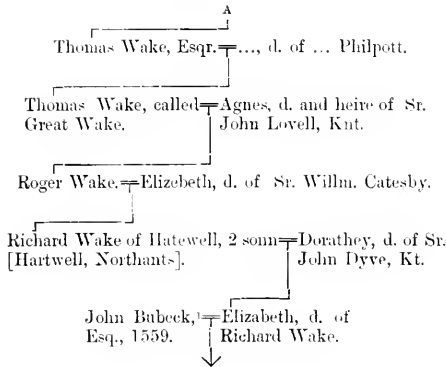 A
Thomas Wake, Esqr. ..., d. of ... Philpott.
Thomas Wake, called Agnes, d. and heire of Sr.
Great Wake. John Lovell, Knt.
Roger Wake. Elizebeth, d. of Sr. Willm. Catesby.
Richard Wake of Hatewell, 2 sonn Dorathey, d. of Sr.
[Hartwell, Northants]. John Dyve, Kt.
John Babeck,¹ Elizabeth, d. of
Esq., 1559. Richard Wake.